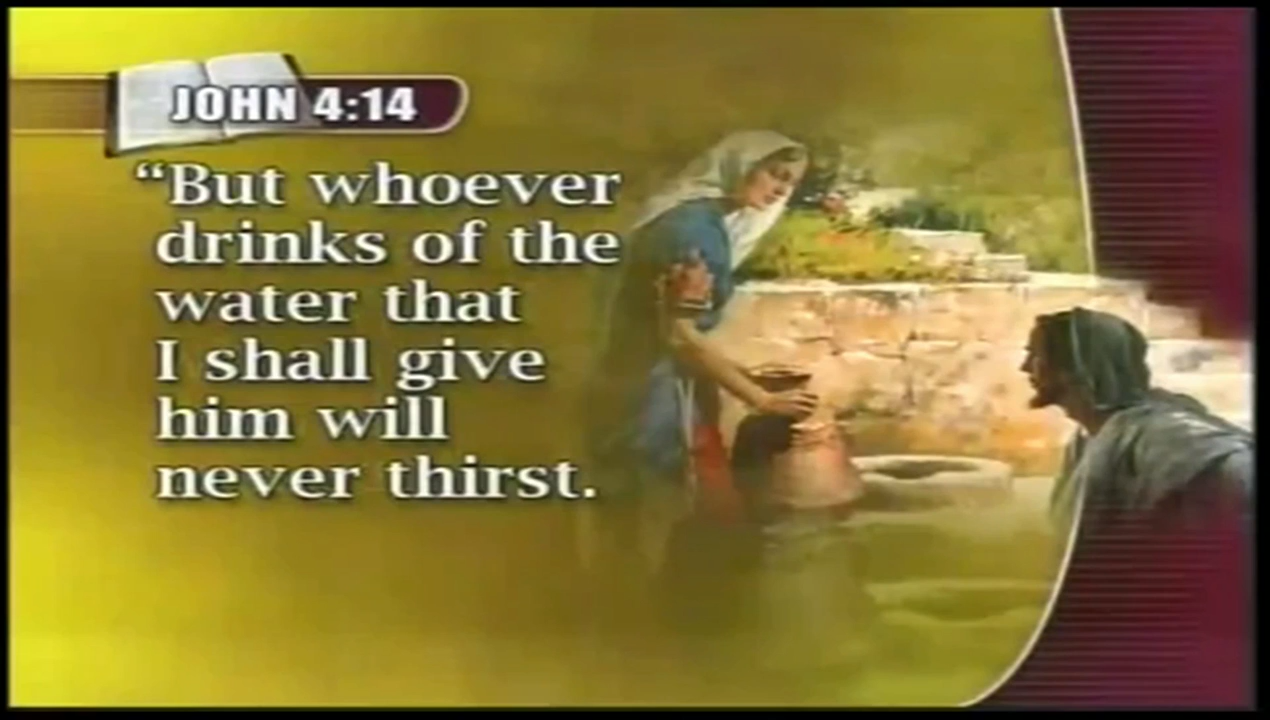 JOHN 4:14
“But whoever
drinks of the
water that
I shall give
him will
never thirst.